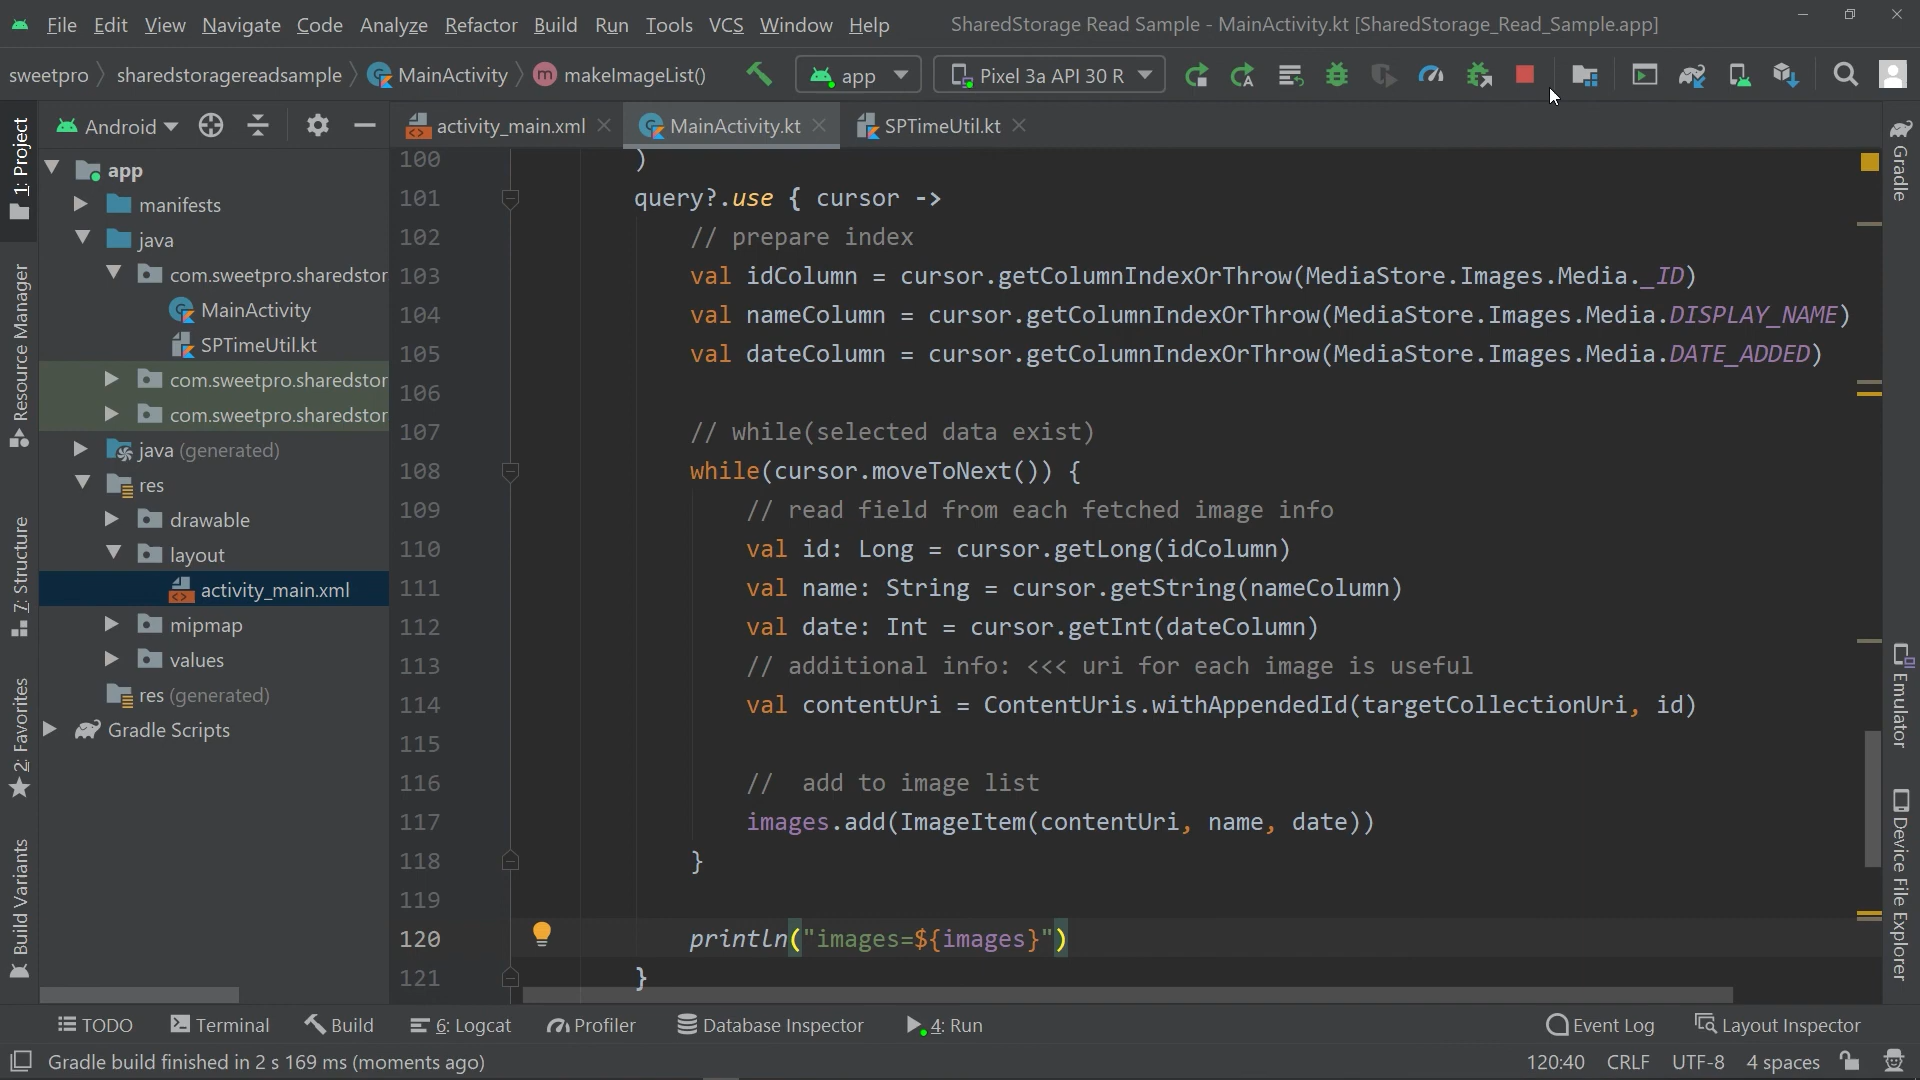 File Edit View Navigate Code Analyze Refactor Build Run Tools VCS Window Help SharedStorage Read Sample - MainActivity.kt [SharedStorage_Read_Sample.app]
sweetpro sharedstoragereadsample MainActivity m makeImageList() app Pixel 3a API 30 R
1: Project
Resource Manager
7: Structure
2: Favorites
Build Variants
Android
app
manifests
java
com.sweetpro.sharedstor
MainActivity
SPTimeUtil.kt
com.sweetpro.sharedstor
com.sweetpro.sharedstor
java (generated)
res
drawable
layout
activity_main.xml
mipmap
values
res (generated)
Gradle Scripts
activity_main.xml MainActivity.kt SPTimeUtil.kt
100 )
101 query?.use { cursor ->
102 // prepare index
103 val idColumn = cursor.getColumnIndexOrThrow(MediaStore.Images.Media._ID)
104 val nameColumn = cursor.getColumnIndexOrThrow(MediaStore.Images.Media.DISPLAY_NAME)
105 val dateColumn = cursor.getColumnIndexOrThrow(MediaStore.Images.Media.DATE_ADDED)
106
107 // while(selected data exist)
108 while(cursor.moveToNext()) {
109 // read field from each fetched image info
110 val id: Long = cursor.getLong(idColumn)
111 val name: String = cursor.getString(nameColumn)
112 val date: Int = cursor.getInt(dateColumn)
113 // additional info: <<< uri for each image is useful
114 val contentUri = ContentUris.withAppendedId(targetCollectionUri, id)
115
116 //  add to image list
117 images.add(ImageItem(contentUri, name, date))
118 }
119
120 println("images=${images}")
121 }
Gradle
Emulator
Device File Explorer
TODO Terminal Build 6: Logcat Profiler Database Inspector 4: Run Event Log Layout Inspector
Gradle build finished in 2 s 169 ms (moments ago) 120:40 CRLF UTF-8 4 spaces